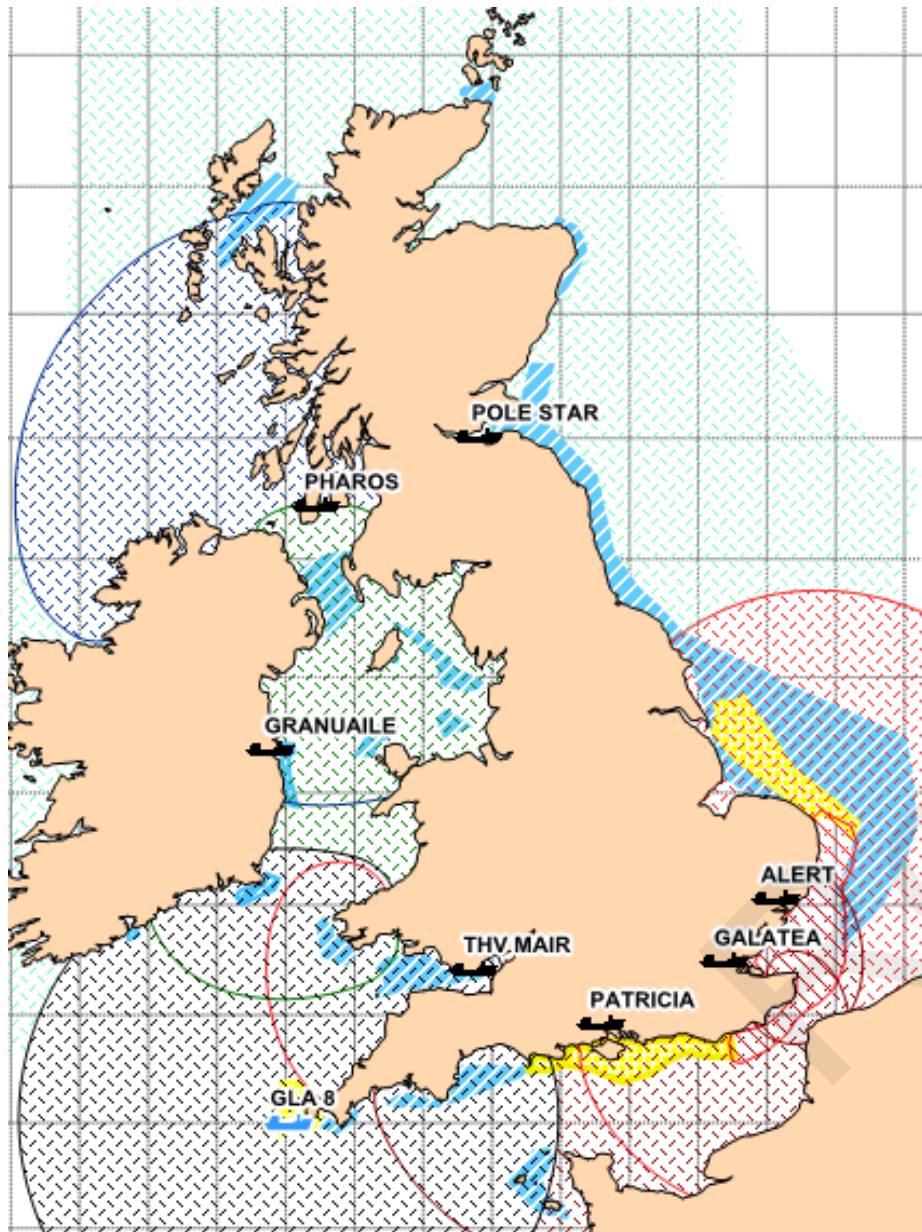 POLE STAR
PHAROS
GRANUAILE
ALERT
GALATEA
THV MAIR
PATRICIA
GLA 8